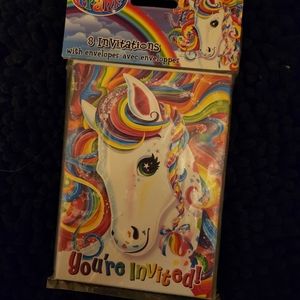 8 Invitations
with envelopes • avec enveloppes
You're Invited!